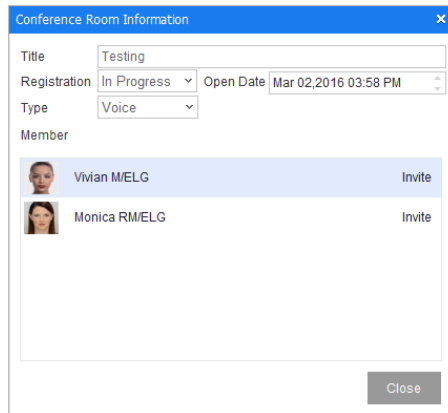 Conference Room Information
Title Testing
Registration In Progress Open Date Mar 02,2016 03:58 PM
Type Voice
Member
Vivian M/ELG Invite
Monica RM/ELG Invite
Close